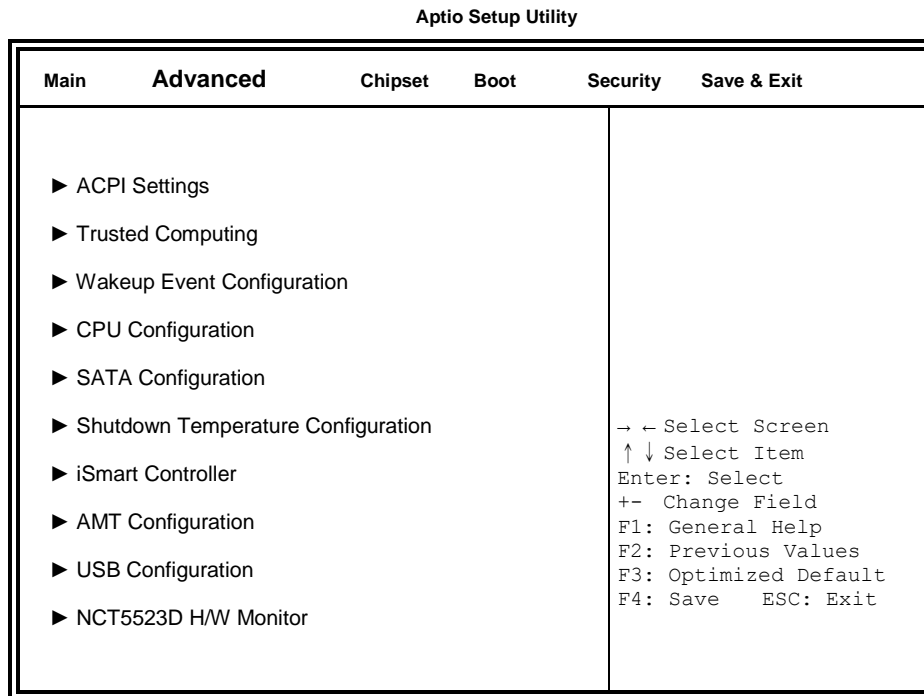 Aptio Setup Utility
Main Advanced Chipset Boot Security Save & Exit
► ACPI Settings
► Trusted Computing
► Wakeup Event Configuration
► CPU Configuration
► SATA Configuration
► Shutdown Temperature Configuration
► iSmart Controller
► AMT Configuration
► USB Configuration
► NCT5523D H/W Monitor
→ ← Select Screen
↑ ↓ Select Item
Enter: Select
+- Change Field
F1: General Help
F2: Previous Values
F3: Optimized Default
F4: Save ESC: Exit